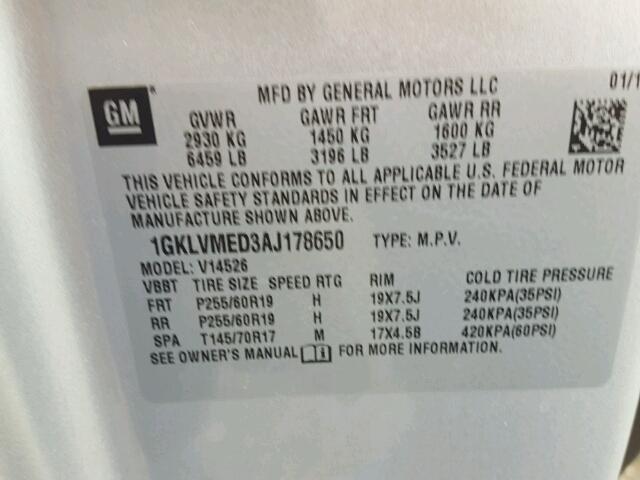 MFD BY GENERAL MOTORS LLC 01/1
GM
GVWR GAWR FRT GAWR RR
2930 KG 1450 KG 1600 KG
6459 LB 3196 LB 3527 LB
THIS VEHICLE CONFORMS TO ALL APPLICABLE U.S. FEDERAL MOTOR
VEHICLE SAFETY STANDARDS IN EFFECT ON THE DATE OF
MANUFACTURE SHOWN ABOVE.
1GKLVMED3AJ178650 TYPE: M.P.V.
MODEL: V14526
VBBT TIRE SIZE SPEED RTG RIM COLD TIRE PRESSURE
FRT P255/60R19 H 19X7.5J 240KPA(35PSI)
RR P255/60R19 H 19X7.5J 240KPA(35PSI)
SPA T145/70R17 M 17X4.5B 420KPA(60PSI)
SEE OWNER'S MANUAL FOR MORE INFORMATION.